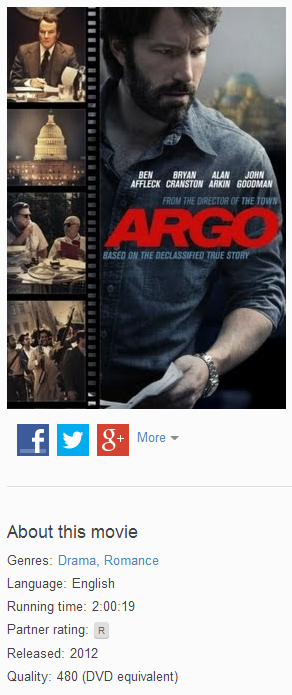 BEN AFFLECK BRYAN CRANSTON ALAN ARKIN JOHN GOODMAN
FROM THE DIRECTOR OF THE TOWN
ARGO
BASED ON THE DECLASSIFIED TRUE STORY
f
g+
More
About this movie
Genres: Drama, Romance
Language: English
Running time: 2:00:19
Partner rating: R
Released: 2012
Quality: 480 (DVD equivalent)